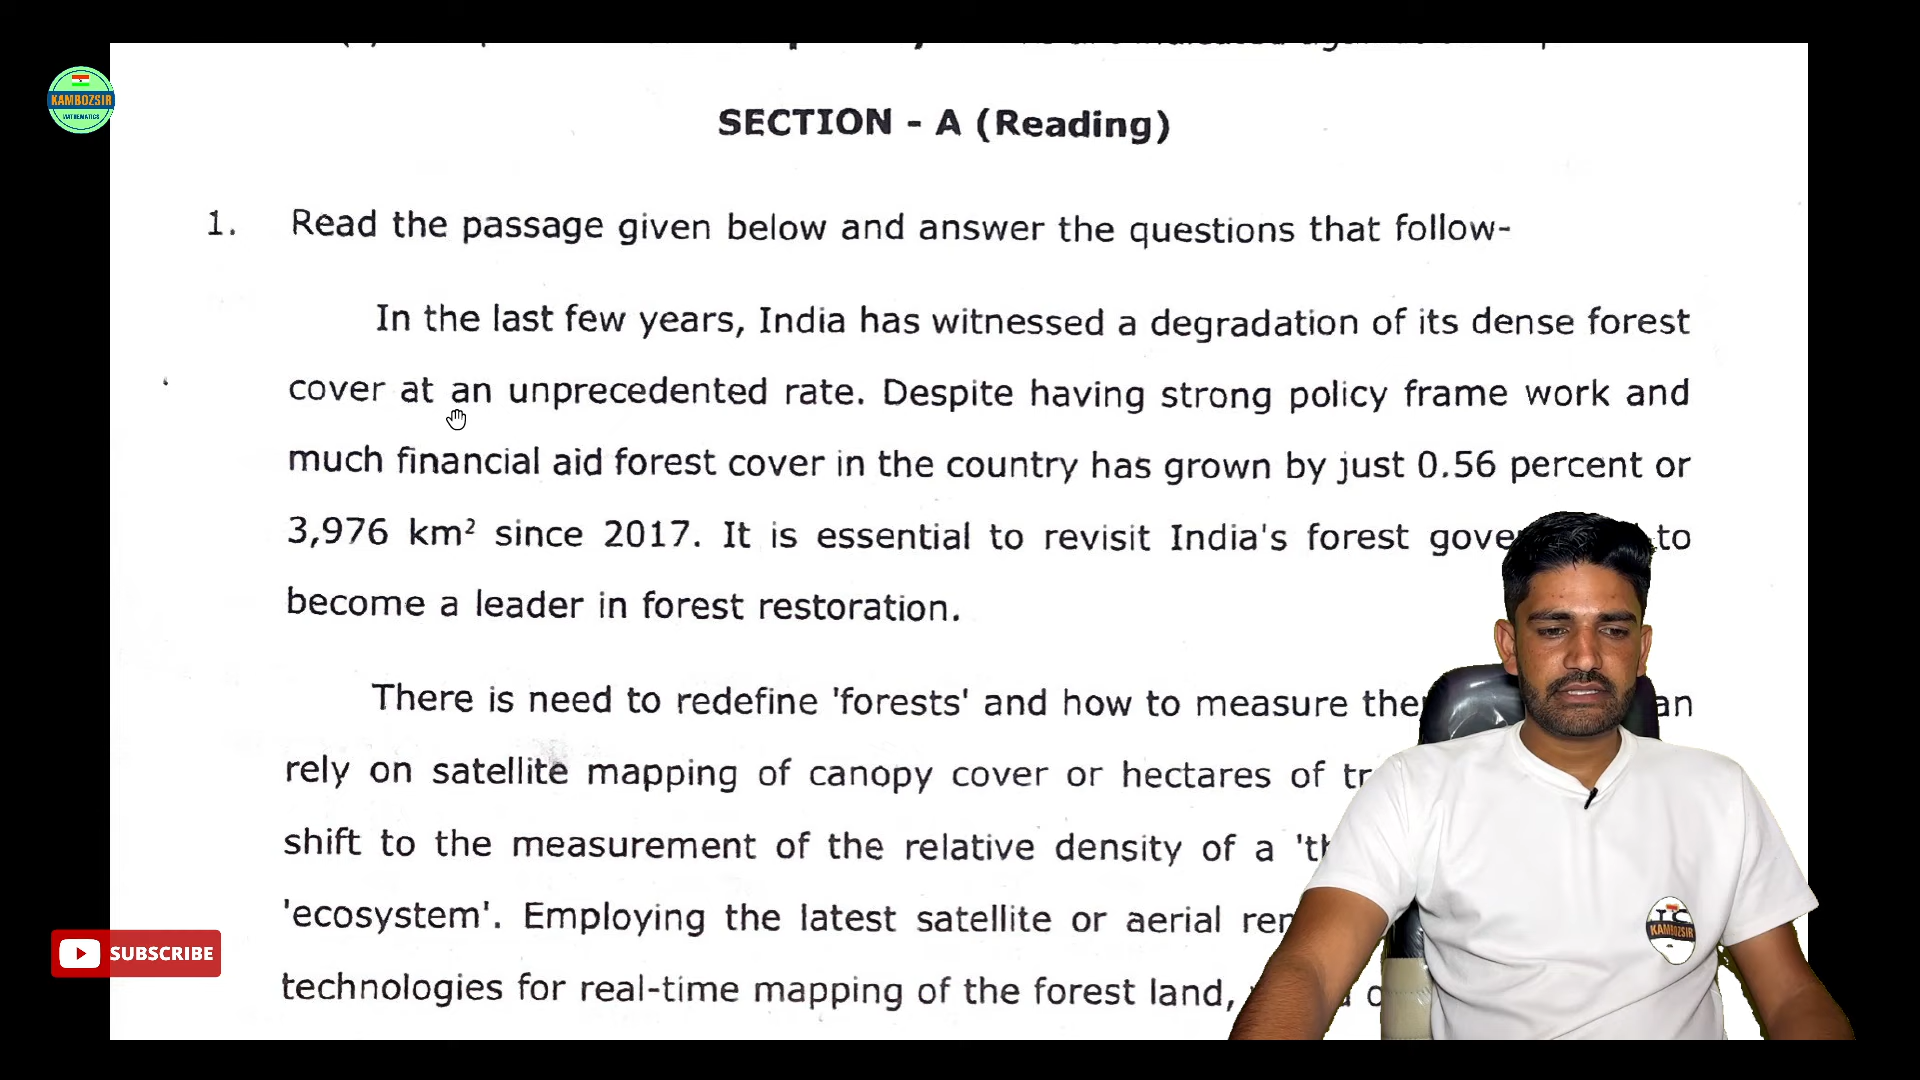 KAMBOZSIR
MATHEMATICS
SECTION - A (Reading)
1. Read the passage given below and answer the questions that follow-
In the last few years, India has witnessed a degradation of its dense forest
cover at an unprecedented rate. Despite having strong policy frame work and
much financial aid forest cover in the country has grown by just 0.56 percent or
3,976 km² since 2017. It is essential to revisit India's forest to
become a leader in forest restoration.
There is need to redefine 'forests' and how to measure
rely on satellite mapping of canopy cover or hectares of
shift to the measurement of the relative density of a
'ecosystem'. Employing the latest satellite or aerial
technologies for real-time mapping of the forest land,
SUBSCRIBE
KAMBOZSIR